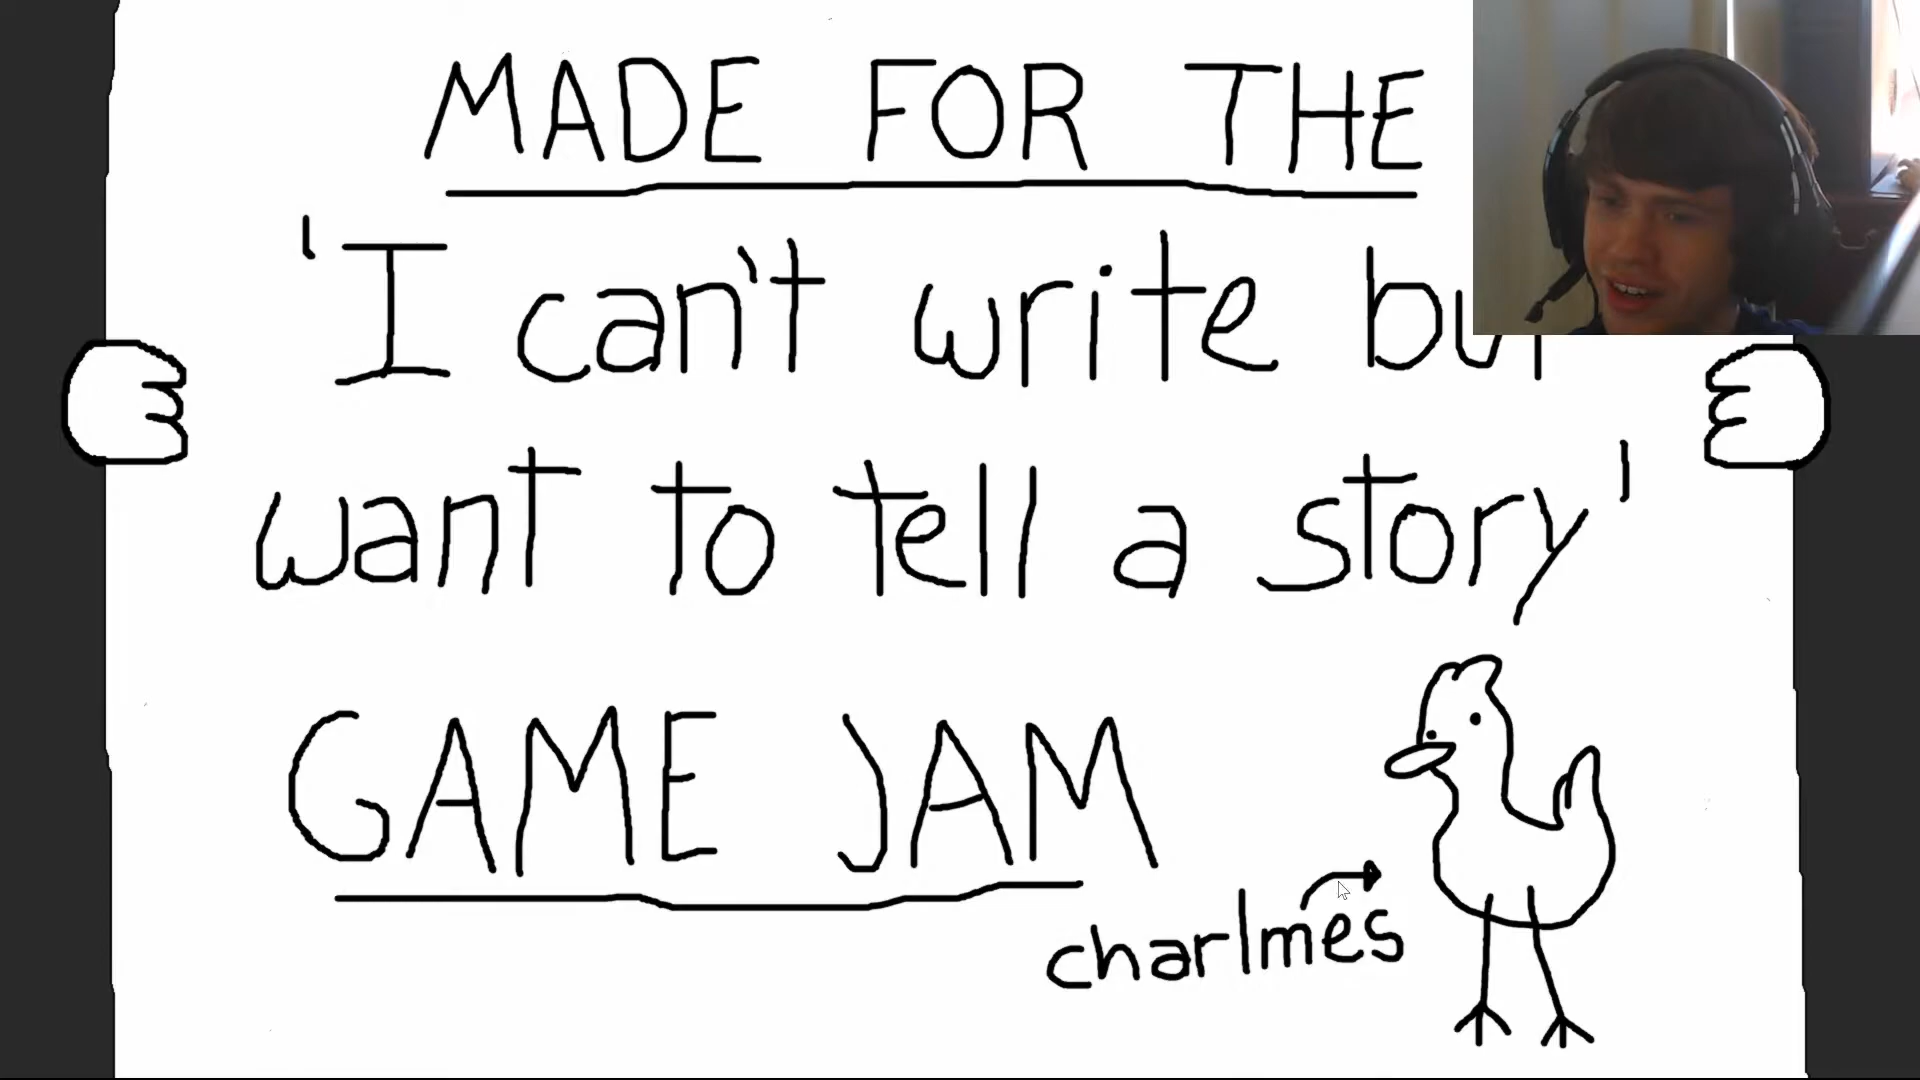 MADE FOR THE
'I can't write but
want to tell a story'
GAME JAM
charlmes